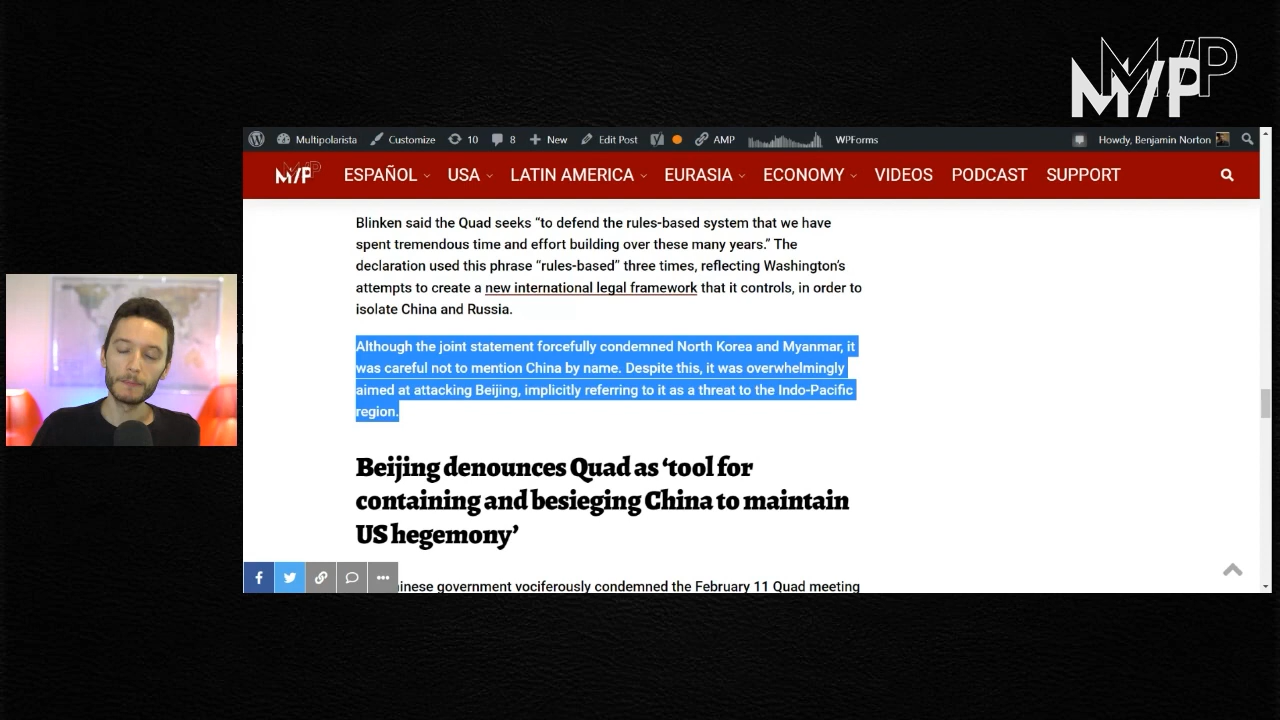 M/P
M/P
Multipolarista Customize 10 8 New Edit Post AMP WPForms Howdy, Benjamin Norton
M/P ESPAÑOL USA LATIN AMERICA EURASIA ECONOMY VIDEOS PODCAST SUPPORT
Blinken said the Quad seeks “to defend the rules-based system that we have
spent tremendous time and effort building over these many years.” The
declaration used this phrase “rules-based” three times, reflecting Washington’s
attempts to create a new international legal framework that it controls, in order to
isolate China and Russia.
Although the joint statement forcefully condemned North Korea and Myanmar, it
was careful not to mention China by name. Despite this, it was overwhelmingly
aimed at attacking Beijing, implicitly referring to it as a threat to the Indo-Pacific
region.
Beijing denounces Quad as ‘tool for
containing and besieging China to maintain
US hegemony’
government vociferously condemned the February 11 Quad meeting